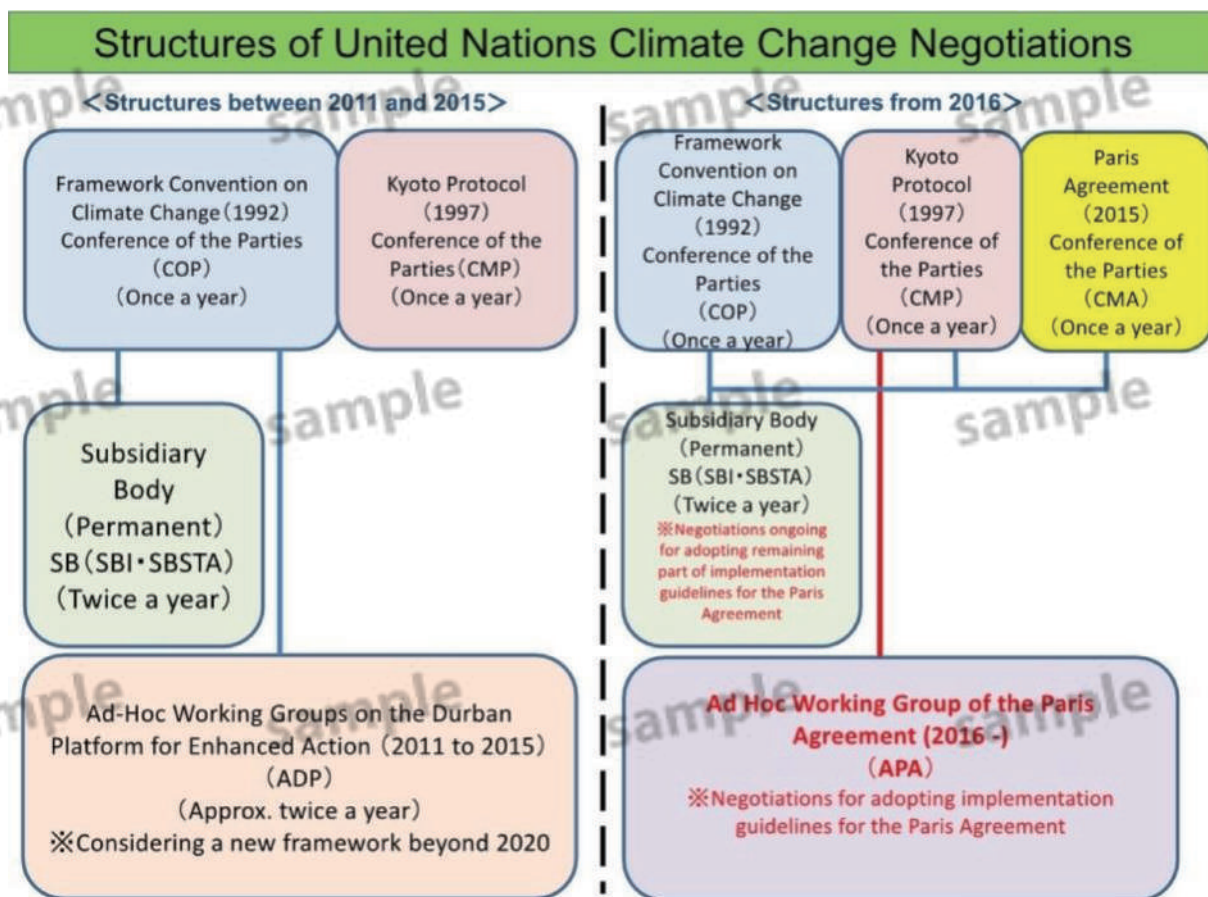 Structures of United Nations Climate Change Negotiations
＜Structures between 2011 and 2015＞
Framework Convention on
Climate Change（1992）
Conference of the Parties
（COP）
（Once a year）
Kyoto Protocol
（1997）
Conference of the
Parties（CMP）
（Once a year）
Subsidiary
Body
（Permanent）
SB（SBI・SBSTA）
（Twice a year）
Ad-Hoc Working Groups on the Durban
Platform for Enhanced Action（2011 to 2015）
（ADP）
（Approx. twice a year）
※Considering a new framework beyond 2020
＜Structures from 2016＞
Framework
Convention on
Climate Change
（1992）
Conference of the
Parties
（COP）
（Once a year）
Kyoto
Protocol
（1997）
Conference of
the Parties
（CMP）
（Once a year）
Paris
Agreement
（2015）
Conference of
the Parties
（CMA）
（Once a year）
Subsidiary Body
（Permanent）
SB（SBI・SBSTA）
（Twice a year）
※Negotiations ongoing
for adopting remaining
part of implementation
guidelines for the Paris
Agreement
Ad Hoc Working Group of the Paris
Agreement (2016 -)
（APA）
※Negotiations for adopting implementation
guidelines for the Paris Agreement
sample
sample
sample
sample
sample
sample
sample
sample
sample
sample
sample
sample